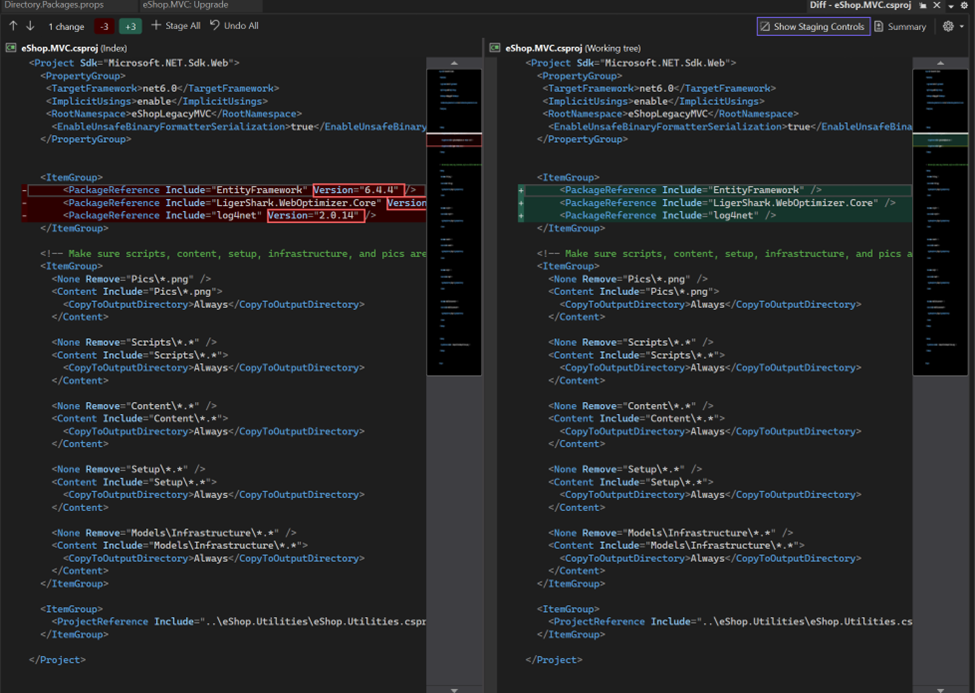 Directory.Packages.props eShop.MVC: Upgrade Diff - eShop.MVC.csproj
1 change -3 +3 Stage All Undo All Show Staging Controls Summary
eShop.MVC.csproj (Index)
<Project Sdk="Microsoft.NET.Sdk.Web">
<PropertyGroup>
<TargetFramework>net6.0</TargetFramework>
<ImplicitUsings>enable</ImplicitUsings>
<RootNamespace>eShopLegacyMVC</RootNamespace>
<EnableUnsafeBinaryFormatterSerialization>true</EnableUnsafeBinary
</PropertyGroup>
<ItemGroup>
- <PackageReference Include="EntityFramework" Version="6.4.4" />
- <PackageReference Include="LigerShark.WebOptimizer.Core" Version
- <PackageReference Include="log4net" Version="2.0.14" />
</ItemGroup>
<!-- Make sure scripts, content, setup, infrastructure, and pics are
<ItemGroup>
<None Remove="Pics\*.png" />
<Content Include="Pics\*.png">
<CopyToOutputDirectory>Always</CopyToOutputDirectory>
</Content>
<None Remove="Scripts\*.*" />
<Content Include="Scripts\*.*">
<CopyToOutputDirectory>Always</CopyToOutputDirectory>
</Content>
<None Remove="Content\*.*" />
<Content Include="Content\*.*">
<CopyToOutputDirectory>Always</CopyToOutputDirectory>
</Content>
<None Remove="Setup\*.*" />
<Content Include="Setup\*.*">
<CopyToOutputDirectory>Always</CopyToOutputDirectory>
</Content>
<None Remove="Models\Infrastructure\*.*" />
<Content Include="Models\Infrastructure\*.*">
<CopyToOutputDirectory>Always</CopyToOutputDirectory>
</Content>
</ItemGroup>
<ItemGroup>
<ProjectReference Include="..\eShop.Utilities\eShop.Utilities.cspr
</ItemGroup>
</Project>
eShop.MVC.csproj (Working tree)
<Project Sdk="Microsoft.NET.Sdk.Web">
<PropertyGroup>
<TargetFramework>net6.0</TargetFramework>
<ImplicitUsings>enable</ImplicitUsings>
<RootNamespace>eShopLegacyMVC</RootNamespace>
<EnableUnsafeBinaryFormatterSerialization>true</EnableUnsafeBina
</PropertyGroup>
<ItemGroup>
+ <PackageReference Include="EntityFramework" />
+ <PackageReference Include="LigerShark.WebOptimizer.Core" />
+ <PackageReference Include="log4net" />
</ItemGroup>
<!-- Make sure scripts, content, setup, infrastructure, and pics a
<ItemGroup>
<None Remove="Pics\*.png" />
<Content Include="Pics\*.png">
<CopyToOutputDirectory>Always</CopyToOutputDirectory>
</Content>
<None Remove="Scripts\*.*" />
<Content Include="Scripts\*.*">
<CopyToOutputDirectory>Always</CopyToOutputDirectory>
</Content>
<None Remove="Content\*.*" />
<Content Include="Content\*.*">
<CopyToOutputDirectory>Always</CopyToOutputDirectory>
</Content>
<None Remove="Setup\*.*" />
<Content Include="Setup\*.*">
<CopyToOutputDirectory>Always</CopyToOutputDirectory>
</Content>
<None Remove="Models\Infrastructure\*.*" />
<Content Include="Models\Infrastructure\*.*">
<CopyToOutputDirectory>Always</CopyToOutputDirectory>
</Content>
</ItemGroup>
<ItemGroup>
<ProjectReference Include="..\eShop.Utilities\eShop.Utilities.cs
</ItemGroup>
</Project>